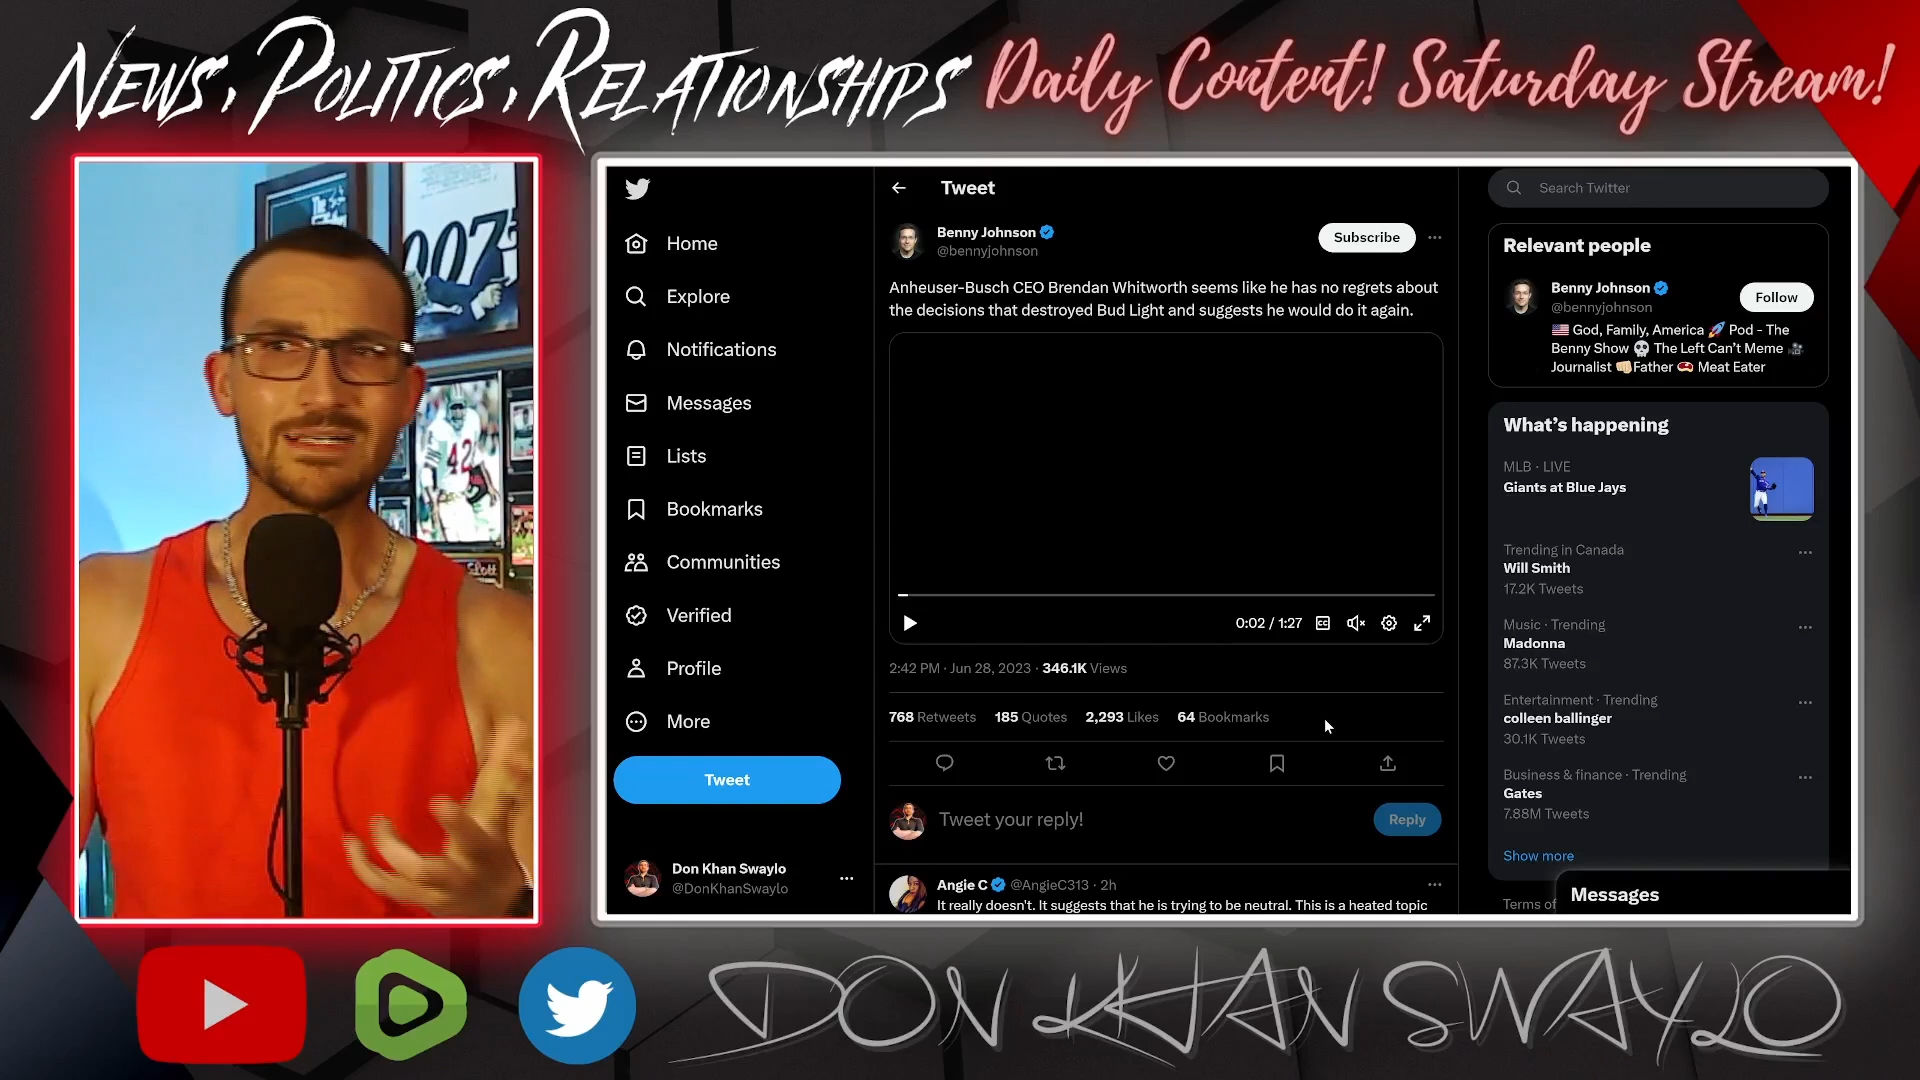 NEWS, POLITICS, RELATIONSHIPS
Daily Content! Saturday Stream!
The
007
42
Home
Explore
Notifications
Messages
Lists
Bookmarks
Communities
Verified
Profile
More
Tweet
Don Khan Swaylo
@DonKhanSwaylo
Tweet
Benny Johnson
@bennyjohnson
Subscribe
Anheuser-Busch CEO Brendan Whitworth seems like he has no regrets about
the decisions that destroyed Bud Light and suggests he would do it again.
0:02 / 1:27
CC
2:42 PM · Jun 28, 2023 · 346.1K Views
768 Retweets 185 Quotes 2,293 Likes 64 Bookmarks
Tweet your reply!
Reply
Angie C @AngieC313 · 2h
It really doesn't. It suggests that he is trying to be neutral. This is a heated topic
Search Twitter
Relevant people
Benny Johnson
@bennyjohnson
Follow
🇺🇸 God, Family, America 🚀 Pod - The
Benny Show 💀 The Left Can't Meme 🎥
Journalist 👊🏼Father 🥩 Meat Eater
What's happening
MLB · LIVE
Giants at Blue Jays
Trending in Canada
Will Smith
17.2K Tweets
Music · Trending
Madonna
87.3K Tweets
Entertainment · Trending
colleen ballinger
30.1K Tweets
Business & finance · Trending
Gates
7.88M Tweets
Show more
Terms of
Messages
DON KHAN SWAYLO